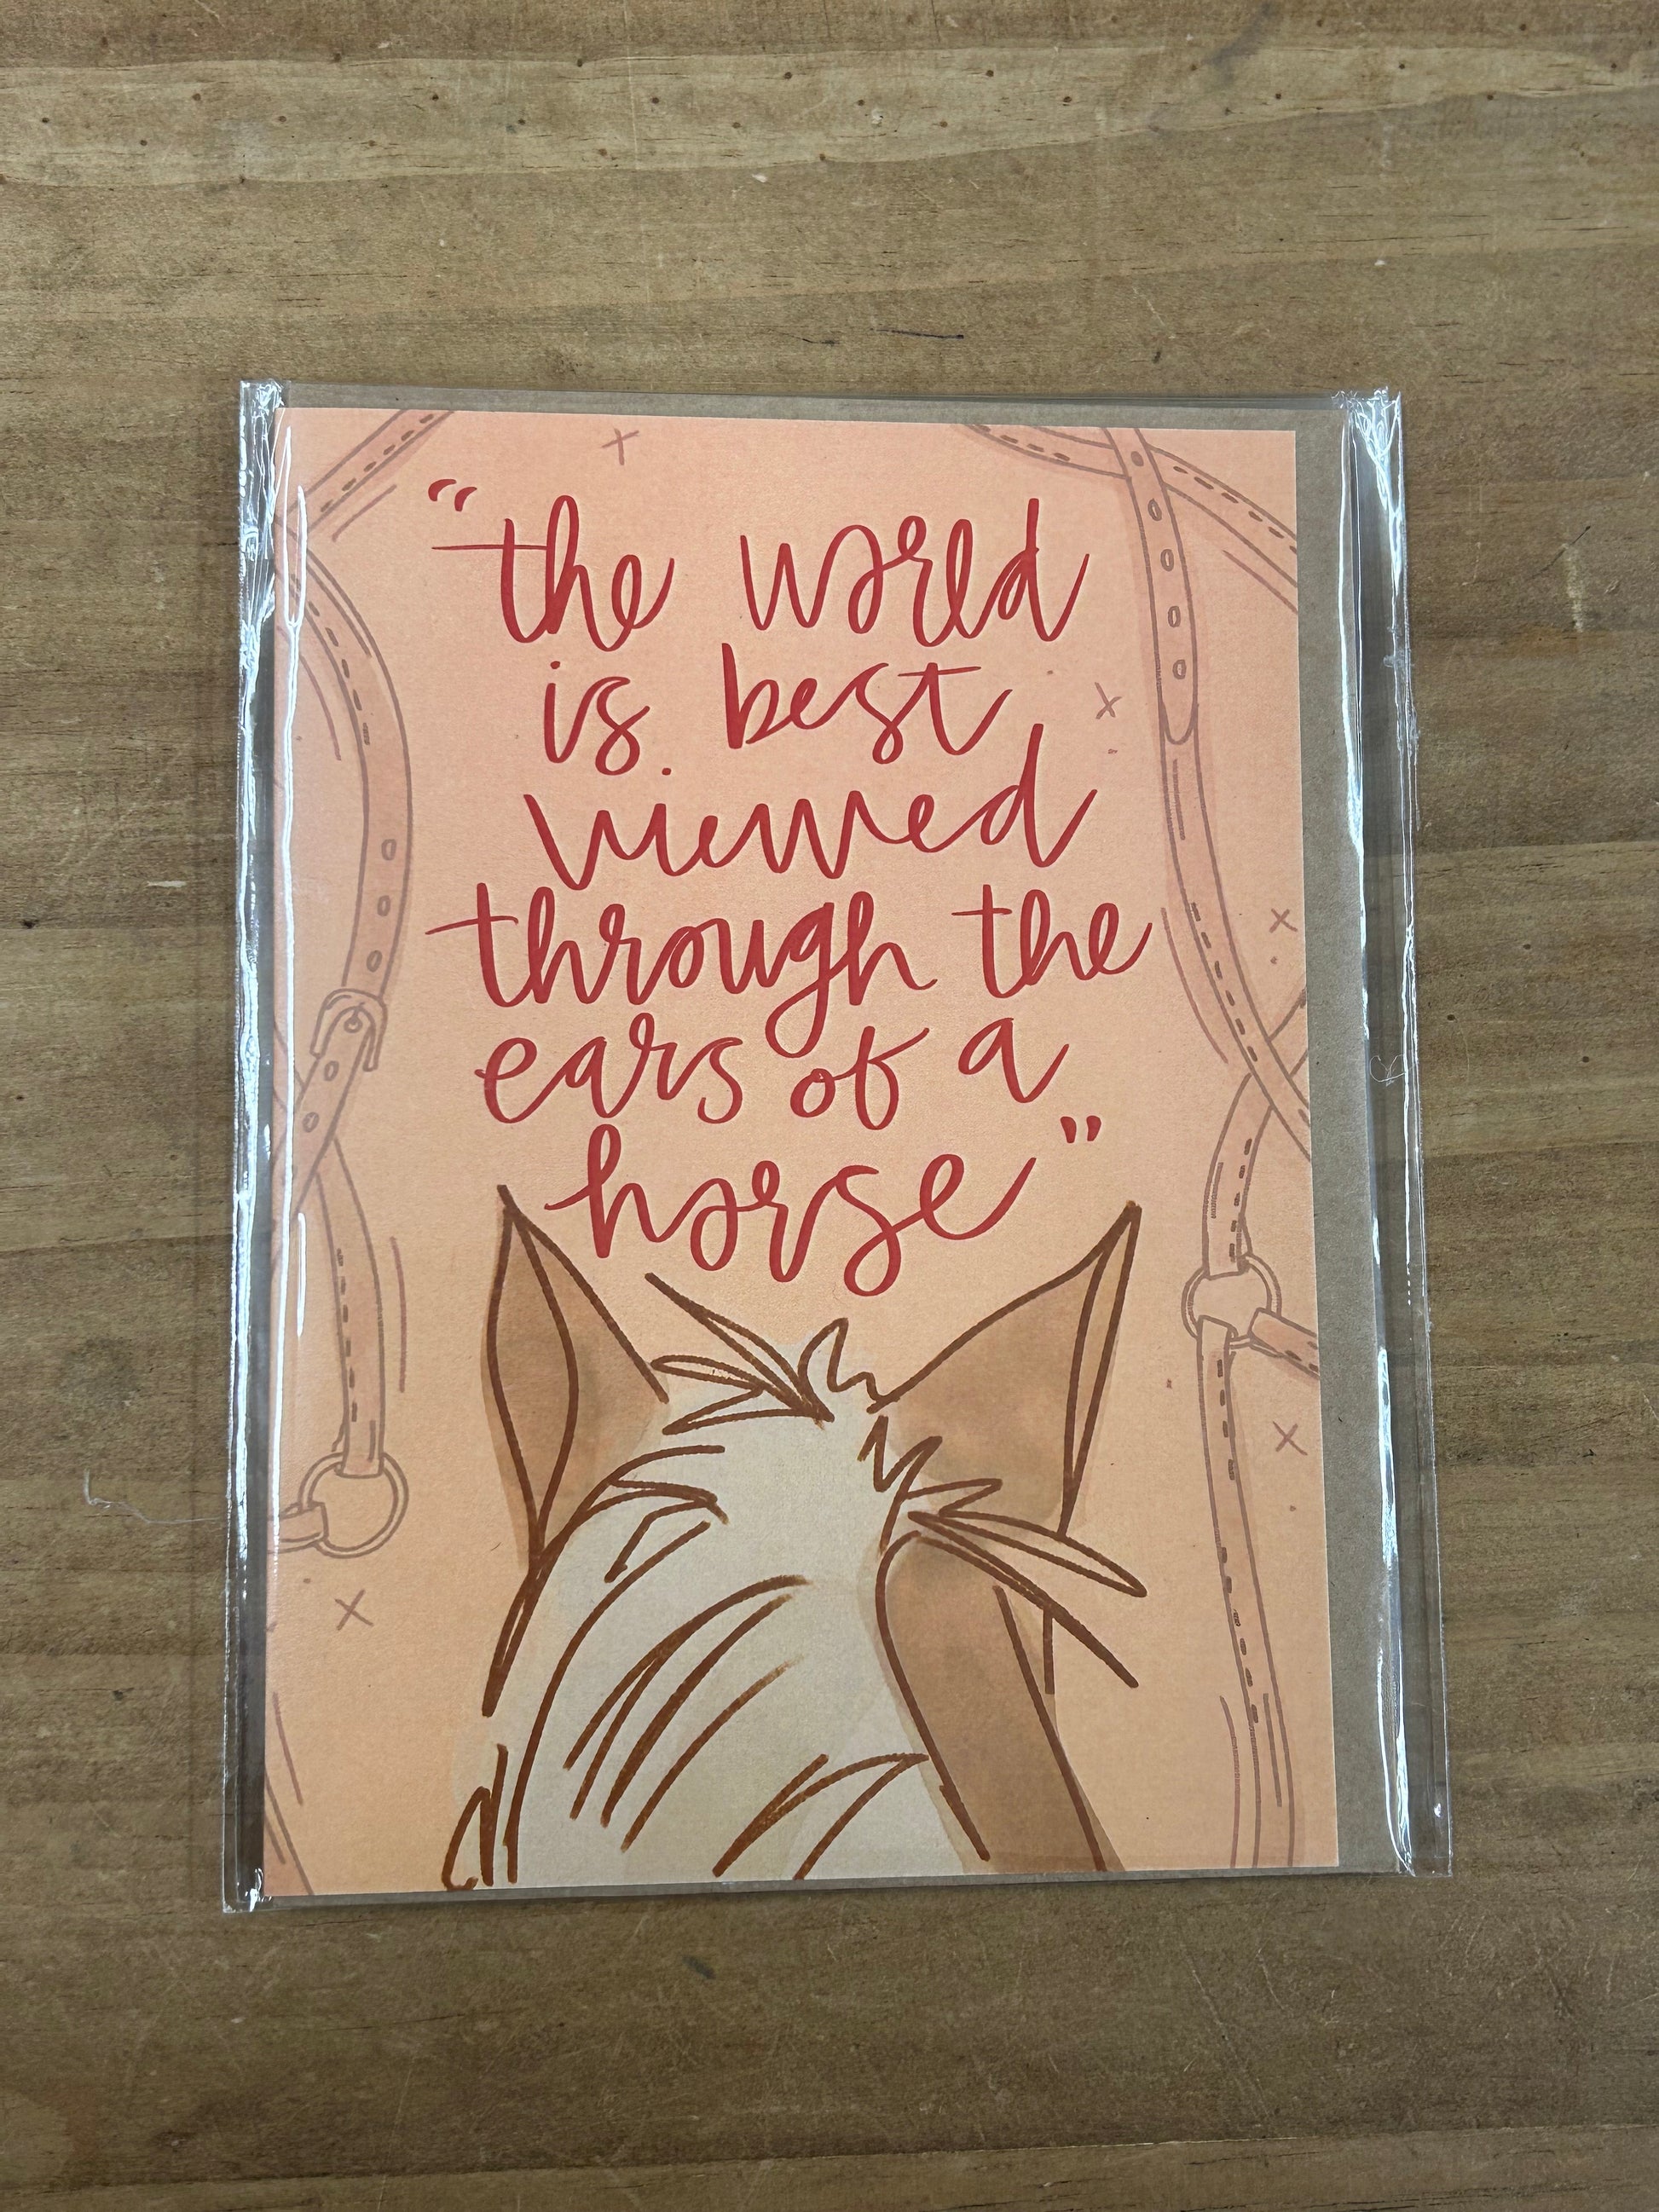 "the world
is best
viewed
through the
ears of a
horse"